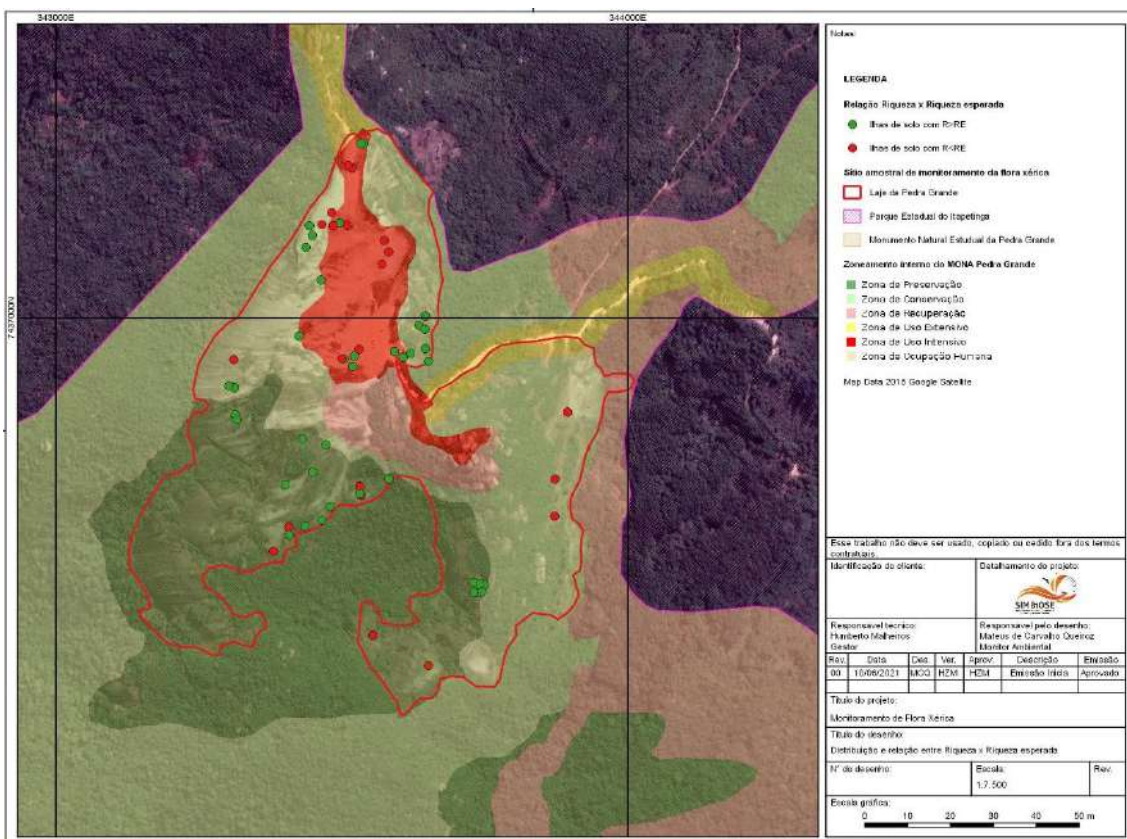 343000E
344000E
7437000N
Notas:
LEGENDA
Relação Riqueza x Riqueza esperada
Ilhas de solo com R>RE
Ilhas de solo com R<RE
Sítio amostral de monitoramento da flora xérica
Laje da Pedra Grande
Parque Estadual do Itapetinga
Monumento Natural Estadual da Pedra Grande
Zoneamento interno do MONA Pedra Grande
Zona de Preservação
Zona de Conservação
Zona de Recuperação
Zona de Uso Extensivo
Zona de Uso Intensivo
Zona de Ocupação Humana
Map Data 2015 Google Satellite
Esse trabalho não deve ser usado, copiado ou cedido fora dos termos
contratuais.
Identificação do cliente:
Detalhamento do projeto:
SIMBIOSE
Responsável técnico:
Humberto Malheiros
Gestor
Responsável pelo desenho:
Mateus de Carvalho Queiroz
Monitor Ambiental
Rev. Data Des. Ver. Aprov. Descrição Emissão
00 10/06/2021 MCQ HZM HZM Emissão Inicial Aprovado
Título do projeto:
Monitoramento de Flora Xérica
Título do desenho:
Distribuição e relação entre Riqueza x Riqueza esperada
N° do desenho:
Escala:
1:7.500
Rev.
Escala gráfica:
0 10 20 30 40 50 m